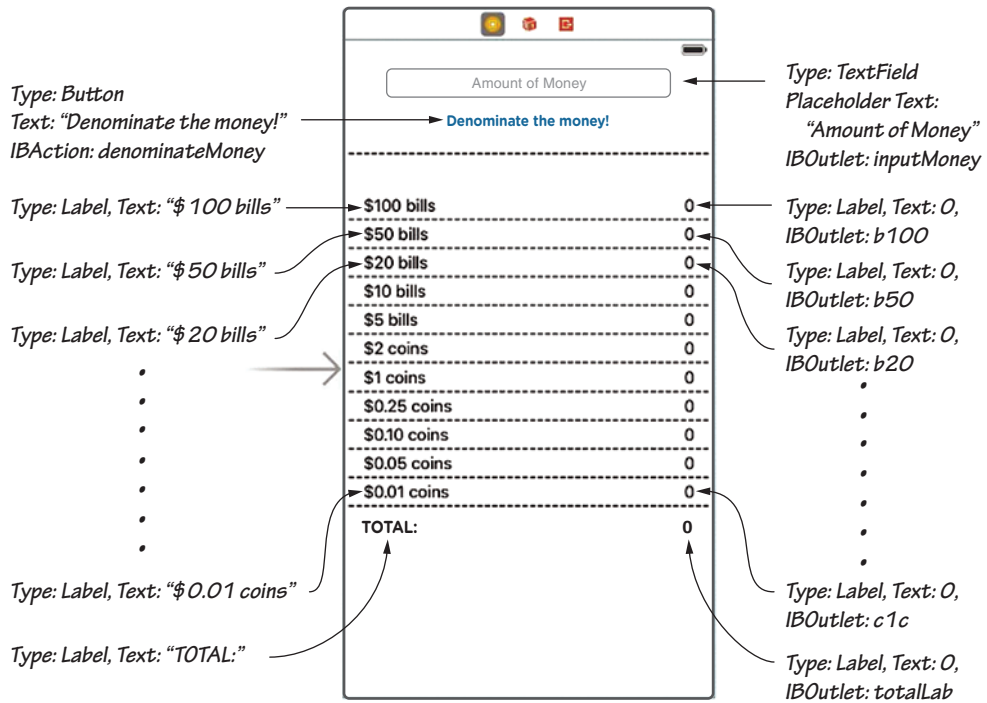 Type: Button
Text: “Denominate the money!”
IBAction: denominateMoney
Type: Label, Text: “$100 bills”
Type: Label, Text: “$50 bills”
Type: Label, Text: “$20 bills”
Type: Label, Text: “$0.01 coins”
Type: Label, Text: “TOTAL:”
Amount of Money
Denominate the money!
$100 bills 0
$50 bills 0
$20 bills 0
$10 bills 0
$5 bills 0
$2 coins 0
$1 coins 0
$0.25 coins 0
$0.10 coins 0
$0.05 coins 0
$0.01 coins 0
TOTAL: 0
Type: TextField
Placeholder Text:
“Amount of Money”
IBOutlet: inputMoney
Type: Label, Text: 0,
IBOutlet: b100
Type: Label, Text: 0,
IBOutlet: b50
Type: Label, Text: 0,
IBOutlet: b20
Type: Label, Text: 0,
IBOutlet: c1c
Type: Label, Text: 0,
IBOutlet: totalLab